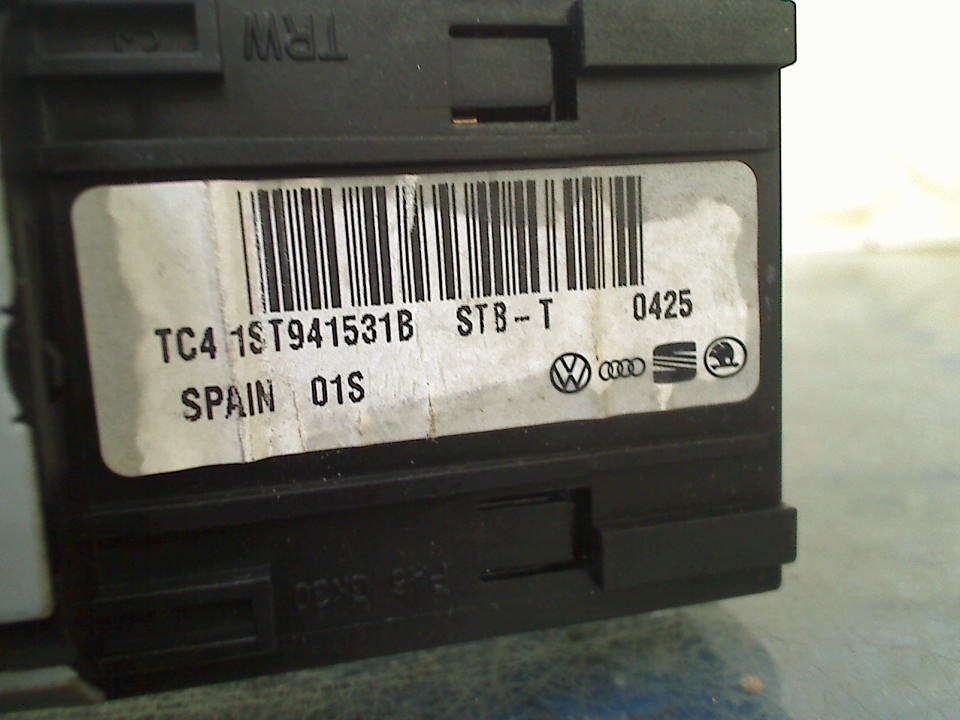 TRW
TC4 1ST941531B STB-T 0425
SPAIN 01S